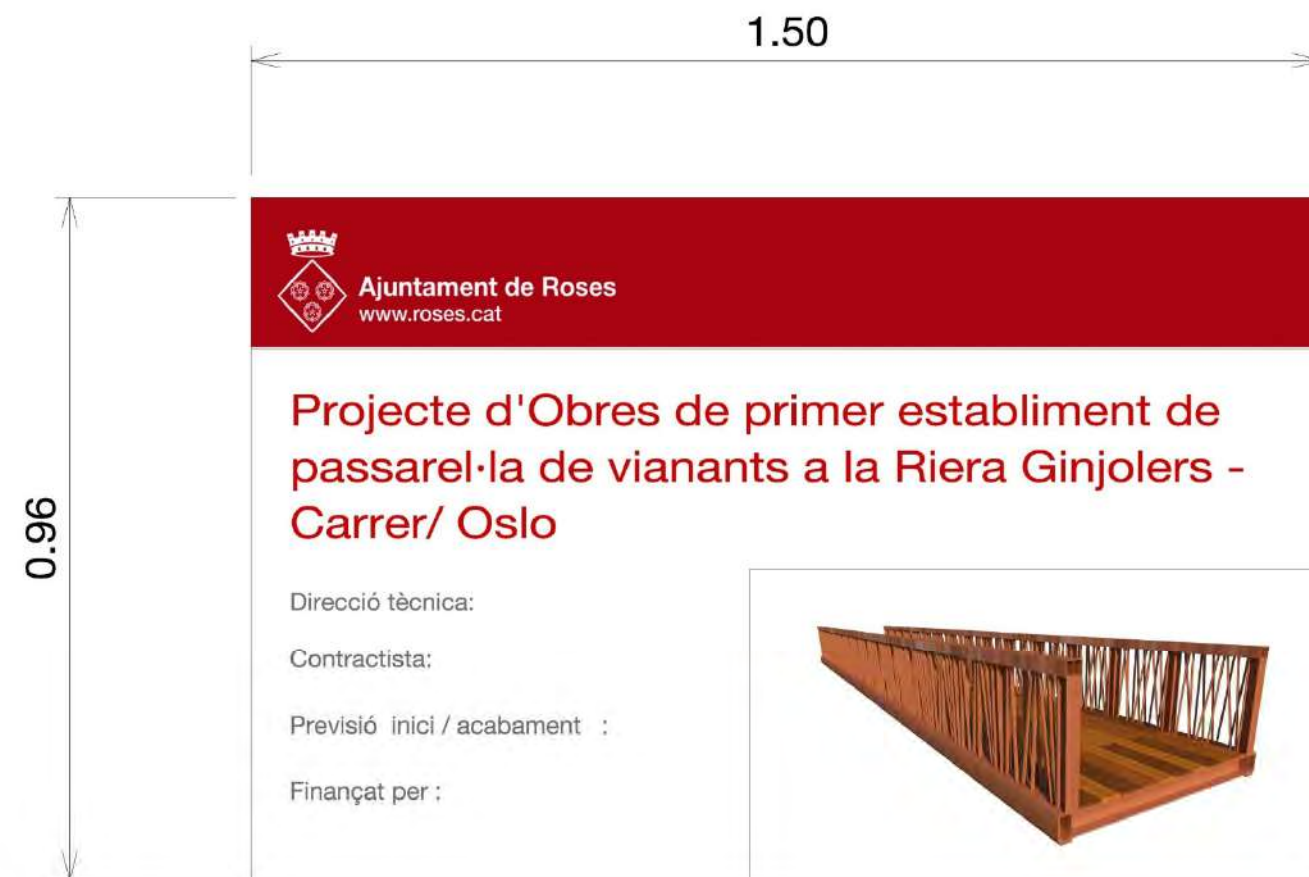 1.50
0.96
Ajuntament de Roses
www.roses.cat
Projecte d'Obres de primer establiment de
passarel·la de vianants a la Riera Ginjolers -
Carrer/ Oslo
Direcció tècnica:
Contractista:
Previsió inici / acabament :
Finançat per :